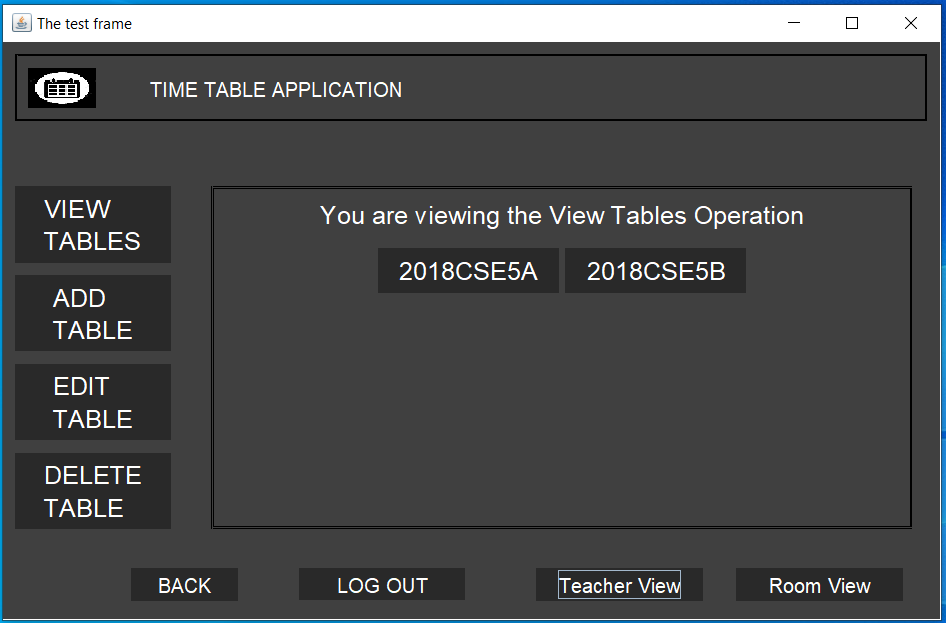 The test frame
TIME TABLE APPLICATION
VIEW
TABLES
ADD
TABLE
EDIT
TABLE
DELETE
TABLE
You are viewing the View Tables Operation
2018CSE5A 2018CSE5B
BACK LOG OUT Teacher View Room View